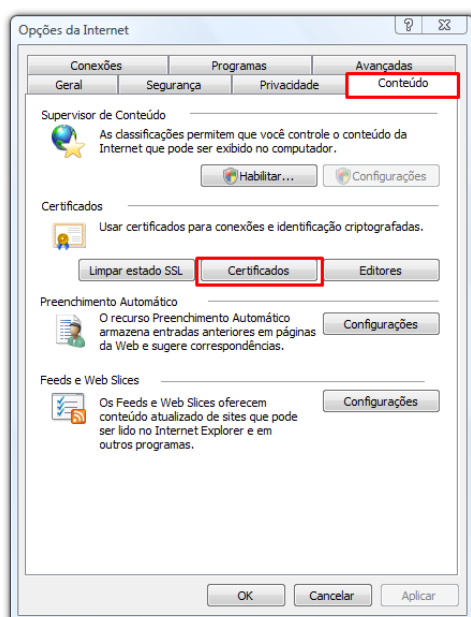 Opções da Internet
Conexões Programas Avançadas
Geral Segurança Privacidade Conteúdo
Supervisor de Conteúdo
As classificações permitem que você controle o conteúdo da
Internet que pode ser exibido no computador.
Habilitar... Configurações
Certificados
Usar certificados para conexões e identificação criptografadas.
Limpar estado SSL Certificados Editores
Preenchimento Automático
O recurso Preenchimento Automático
armazena entradas anteriores em páginas
da Web e sugere correspondências.
Configurações
Feeds e Web Slices
Os Feeds e Web Slices oferecem
conteúdo atualizado de sites que pode
ser lido no Internet Explorer e em
outros programas.
Configurações
OK Cancelar Aplicar